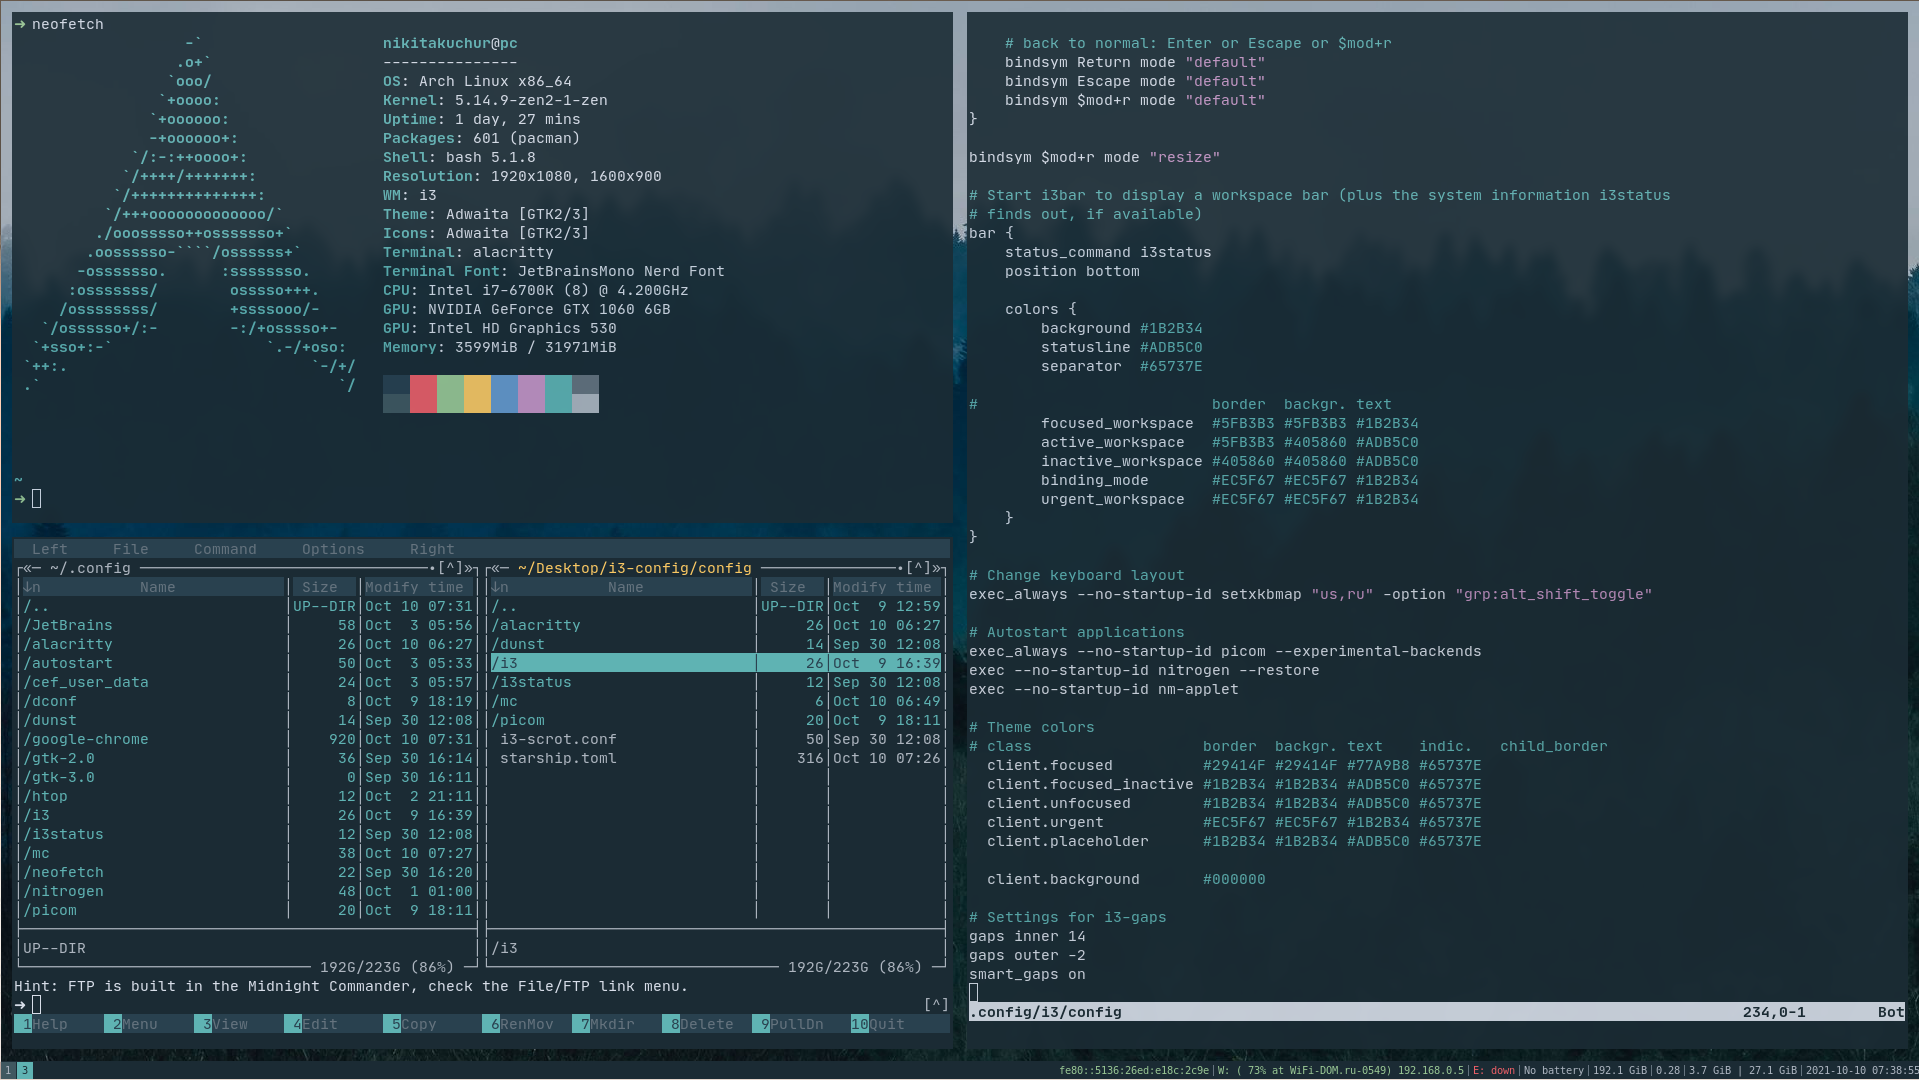 ➜ neofetch
-`
.o+`
`ooo/
`+oooo:
`+oooooo:
-+oooooo+:
`/:-:++oooo+:
`/++++/+++++++:
`/++++++++++++++:
`/+++ooooooooooooo/`
./ooosssso++osssssso+`
.oossssso-````/ossssss+`
-osssssso. :ssssssso.
:osssssss/ osssso+++.
/ossssssss/ +ssssooo/-
`/ossssso+/:- -:/+osssso+-
`+sso+:-` `.-/+oso:
`++:. `-/+/
.` `/
nikitakuchur@pc
---------------
OS: Arch Linux x86_64
Kernel: 5.14.9-zen2-1-zen
Uptime: 1 day, 27 mins
Packages: 601 (pacman)
Shell: bash 5.1.8
Resolution: 1920x1080, 1600x900
WM: i3
Theme: Adwaita [GTK2/3]
Icons: Adwaita [GTK2/3]
Terminal: alacritty
Terminal Font: JetBrainsMono Nerd Font
CPU: Intel i7-6700K (8) @ 4.200GHz
GPU: NVIDIA GeForce GTX 1060 6GB
GPU: Intel HD Graphics 530
Memory: 3599MiB / 31971MiB
~
➜
Left File Command Options Right
«─ ~/.config •[^]»
↓n Name Size Modify time
/.. UP--DIR Oct 10 07:31
/JetBrains 58 Oct 3 05:56
/alacritty 26 Oct 10 06:27
/autostart 50 Oct 3 05:33
/cef_user_data 24 Oct 3 05:57
/dconf 8 Oct 9 18:19
/dunst 14 Sep 30 12:08
/google-chrome 920 Oct 10 07:31
/gtk-2.0 36 Sep 30 16:14
/gtk-3.0 0 Sep 30 16:11
/htop 12 Oct 2 21:11
/i3 26 Oct 9 16:39
/i3status 12 Sep 30 12:08
/mc 38 Oct 10 07:27
/neofetch 22 Sep 30 16:20
/nitrogen 48 Oct 1 01:00
/picom 20 Oct 9 18:11
UP--DIR
192G/223G (86%)
«─ ~/Desktop/i3-config/config •[^]»
↓n Name Size Modify time
/.. UP--DIR Oct 9 12:59
/alacritty 26 Oct 10 06:27
/dunst 14 Sep 30 12:08
/i3 26 Oct 9 16:39
/i3status 12 Sep 30 12:08
/mc 6 Oct 10 06:49
/picom 20 Oct 9 18:11
i3-scrot.conf 50 Sep 30 12:08
starship.toml 316 Oct 10 07:26
/i3
192G/223G (86%)
Hint: FTP is built in the Midnight Commander, check the File/FTP link menu.
➜ [^]
1Help 2Menu 3View 4Edit 5Copy 6RenMov 7Mkdir 8Delete 9PullDn 10Quit
# back to normal: Enter or Escape or $mod+r
bindsym Return mode "default"
bindsym Escape mode "default"
bindsym $mod+r mode "default"
}
bindsym $mod+r mode "resize"
# Start i3bar to display a workspace bar (plus the system information i3status
# finds out, if available)
bar {
status_command i3status
position bottom
colors {
background #1B2B34
statusline #ADB5C0
separator #65737E
# border backgr. text
focused_workspace #5FB3B3 #5FB3B3 #1B2B34
active_workspace #5FB3B3 #405860 #ADB5C0
inactive_workspace #405860 #405860 #ADB5C0
binding_mode #EC5F67 #EC5F67 #1B2B34
urgent_workspace #EC5F67 #EC5F67 #1B2B34
}
}
# Change keyboard layout
exec_always --no-startup-id setxkbmap "us,ru" -option "grp:alt_shift_toggle"
# Autostart applications
exec_always --no-startup-id picom --experimental-backends
exec --no-startup-id nitrogen --restore
exec --no-startup-id nm-applet
# Theme colors
# class border backgr. text indic. child_border
client.focused #29414F #29414F #77A9B8 #65737E
client.focused_inactive #1B2B34 #1B2B34 #ADB5C0 #65737E
client.unfocused #1B2B34 #1B2B34 #ADB5C0 #65737E
client.urgent #EC5F67 #EC5F67 #1B2B34 #65737E
client.placeholder #1B2B34 #1B2B34 #ADB5C0 #65737E
client.background #000000
# Settings for i3-gaps
gaps inner 14
gaps outer -2
smart_gaps on
.config/i3/config 234,0-1 Bot
1 3 fe80::5136:26ed:e18c:2c9e|W: ( 73% at WiFi-DOM.ru-0549) 192.168.0.5|E: down|No battery|192.1 GiB|0.28|3.7 GiB | 27.1 GiB|2021-10-10 07:38:55